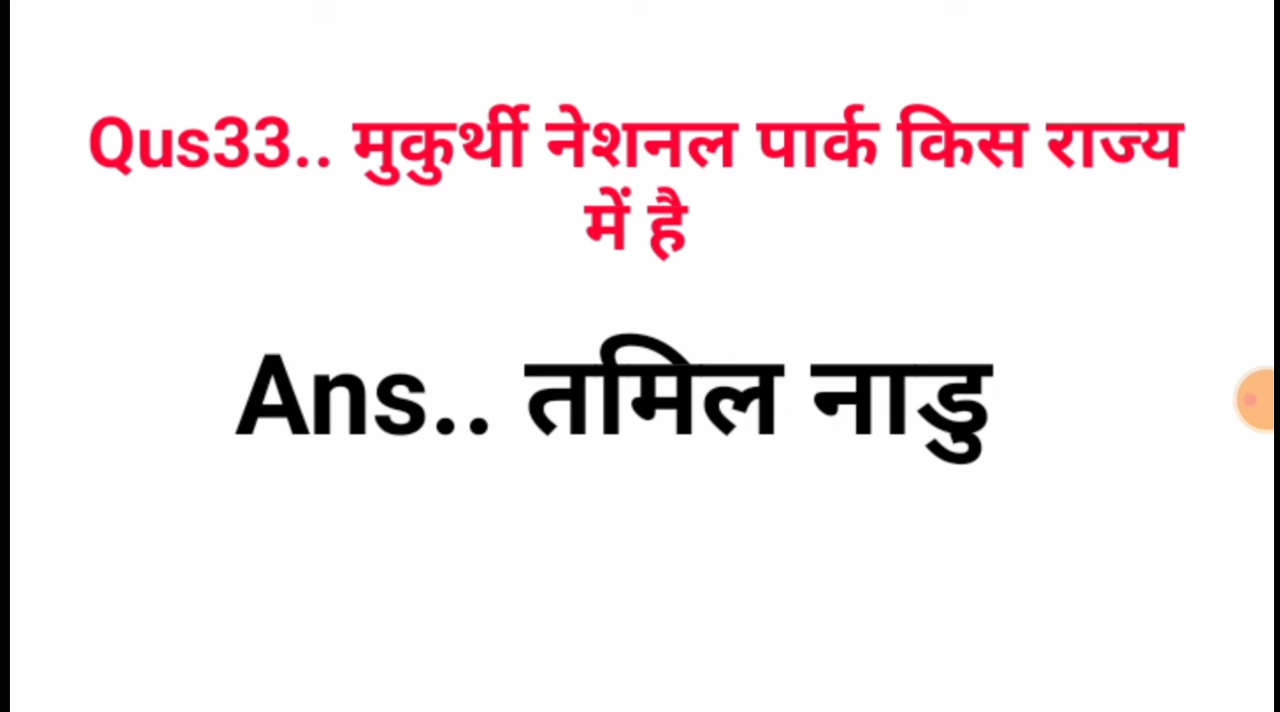 Qus33.. मुकुर्थी नेशनल पार्क किस राज्य
में है
Ans.. तमिल नाडु